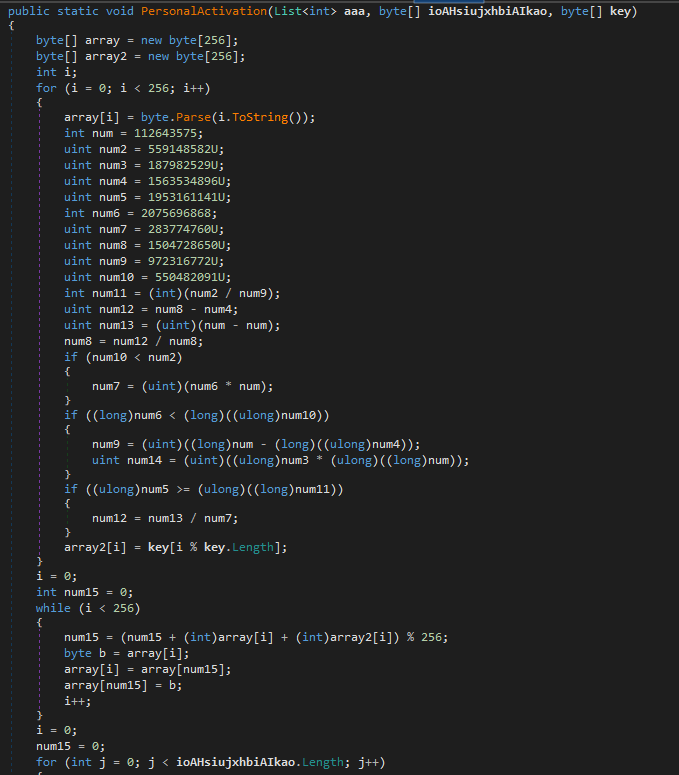 public static void PersonalActivation(List<int> aaa, byte[] ioAHsiujxhbiAIkao, byte[] key)
{
byte[] array = new byte[256];
byte[] array2 = new byte[256];
int i;
for (i = 0; i < 256; i++)
{
array[i] = byte.Parse(i.ToString());
int num = 112643575;
uint num2 = 559148582U;
uint num3 = 187982529U;
uint num4 = 1563534896U;
uint num5 = 1953161141U;
int num6 = 2075696868;
uint num7 = 283774760U;
uint num8 = 1504728650U;
uint num9 = 972316772U;
uint num10 = 550482091U;
int num11 = (int)(num2 / num9);
uint num12 = num8 - num4;
uint num13 = (uint)(num - num);
num8 = num12 / num8;
if (num10 < num2)
{
num7 = (uint)(num6 * num);
}
if ((long)num6 < (long)((ulong)num10))
{
num9 = (uint)((long)num - (long)((ulong)num4));
uint num14 = (uint)((ulong)num3 * (ulong)((long)num));
}
if ((ulong)num5 >= (ulong)((long)num11))
{
num12 = num13 / num7;
}
array2[i] = key[i % key.Length];
}
i = 0;
int num15 = 0;
while (i < 256)
{
num15 = (num15 + (int)array[i] + (int)array2[i]) % 256;
byte b = array[i];
array[i] = array[num15];
array[num15] = b;
i++;
}
i = 0;
num15 = 0;
for (int j = 0; j < ioAHsiujxhbiAIkao.Length; j++)